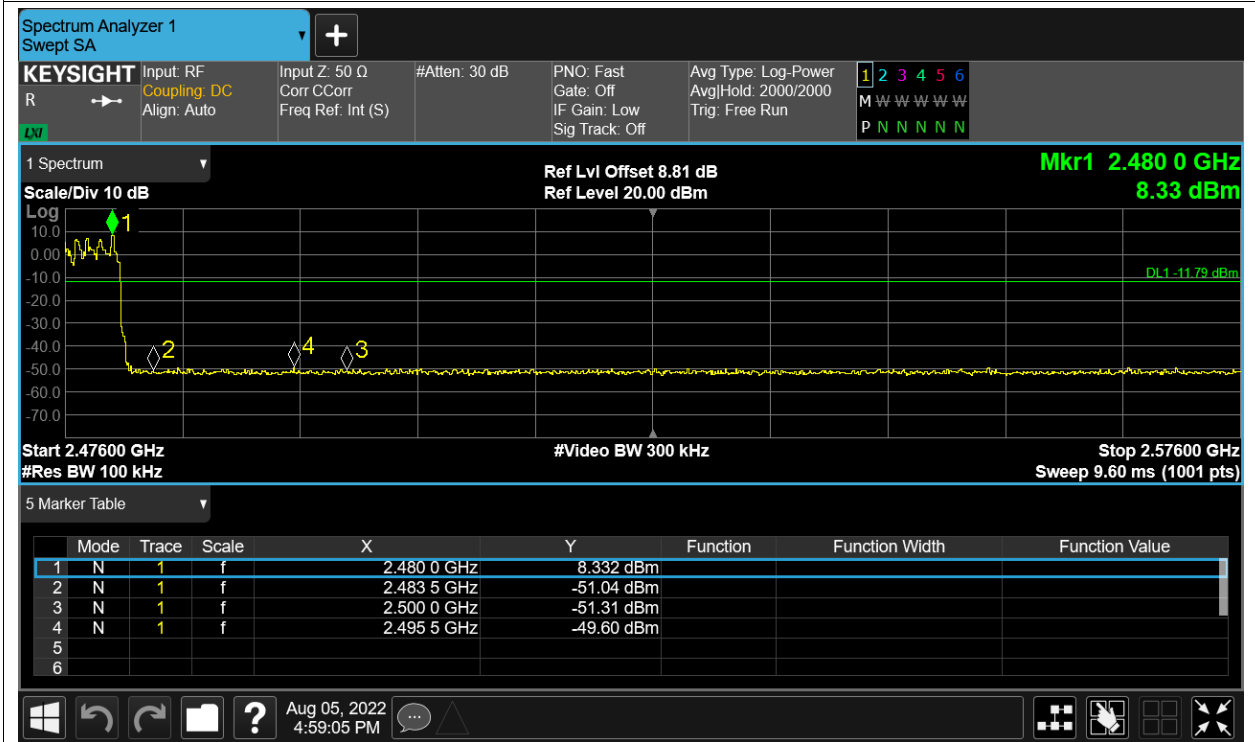 Spectrum Analyzer 1
Swept SA
+
KEYSIGHT Input: RF Input Z: 50 Ω #Atten: 30 dB PNO: Fast Avg Type: Log-Power 1 2 3 4 5 6
R Coupling: DC Corr CCorr Gate: Off Avg|Hold: 2000/2000 M W W W W W
Align: Auto Freq Ref: Int (S) IF Gain: Low Trig: Free Run
LXI Sig Track: Off P N N N N N
1 Spectrum Ref Lvl Offset 8.81 dB Mkr1 2.480 0 GHz
Scale/Div 10 dB Ref Level 20.00 dBm 8.33 dBm
Log
1
10.0
0.00
-10.0 DL1 -11.79 dBm
-20.0
-30.0
-40.0 2 4 3
-50.0
-60.0
-70.0
Start 2.47600 GHz #Video BW 300 kHz Stop 2.57600 GHz
#Res BW 100 kHz Sweep 9.60 ms (1001 pts)
5 Marker Table
Mode Trace Scale X Y Function Function Width Function Value
1 N 1 f 2.480 0 GHz 8.332 dBm
2 N 1 f 2.483 5 GHz -51.04 dBm
3 N 1 f 2.500 0 GHz -51.31 dBm
4 N 1 f 2.495 5 GHz -49.60 dBm
5
6
? Aug 05, 2022
4:59:05 PM